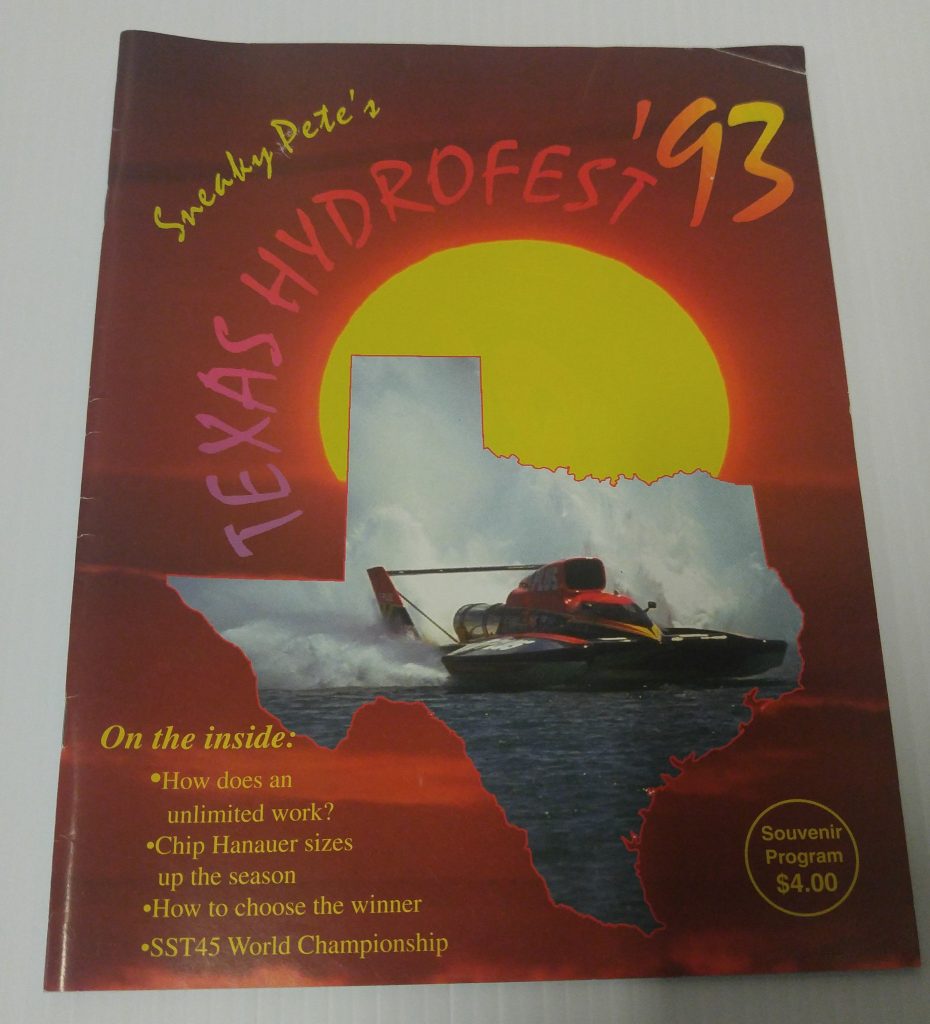 Sneaky Pete's
TEXAS HYDROFEST '93
On the inside:
•How does an
unlimited work?
•Chip Hanauer sizes
up the season
•How to choose the winner
•SST45 World Championship
Souvenir
Program
$4.00